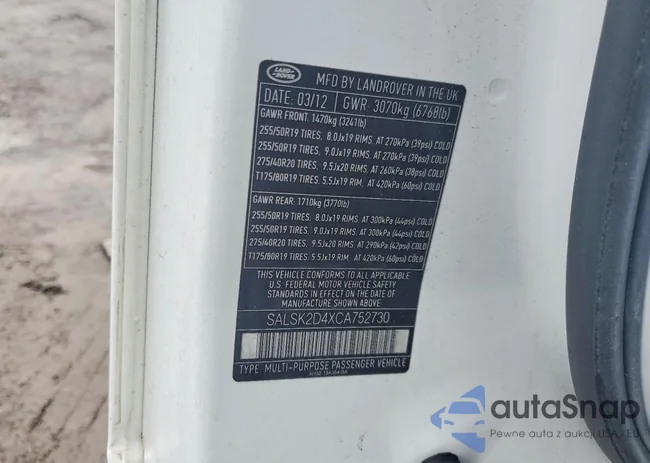 LAND ROVER
MFD BY LANDROVER IN THE UK
DATE: 03/12 GWR: 3070kg (6768lb)
GAWR FRONT: 1470kg (3241lb)
255/50R19 TIRES, 8.0Jx19 RIMS, AT 270kPa (39psi) COLD
255/50R19 TIRES, 9.0Jx19 RIMS, AT 270kPa (39psi) COLD
275/40R20 TIRES, 9.5Jx20 RIMS, AT 260kPa (38psi) COLD
T175/80R19 TIRES, 5.5Jx19 RIM, AT 420kPa (60psi) COLD
GAWR REAR: 1710kg (3770lb)
255/50R19 TIRES, 8.0Jx19 RIMS, AT 300kPa (44psi) COLD
255/50R19 TIRES, 9.0Jx19 RIMS, AT 300kPa (44psi) COLD
275/40R20 TIRES, 9.5Jx20 RIMS, AT 290kPa (42psi) COLD
T175/80R19 TIRES, 5.5Jx19 RIM, AT 420kPa (60psi) COLD
THIS VEHICLE CONFORMS TO ALL APPLICABLE
U.S. FEDERAL MOTOR VEHICLE SAFETY
STANDARDS IN EFFECT ON THE DATE OF
MANUFACTURE SHOWN ABOVE
SALSK2D4XCA752730
TYPE: MULTI-PURPOSE PASSENGER VEHICLE
autaSnap
Pewne auta z aukcji USA i EU